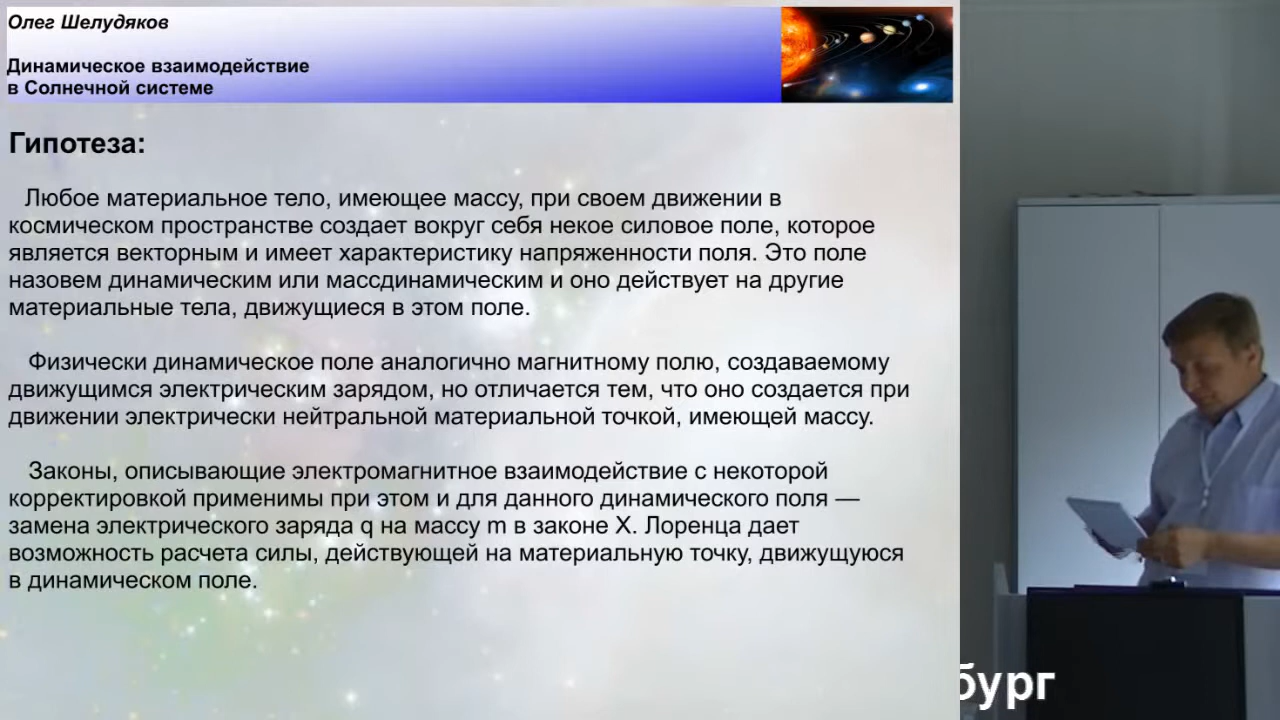 Олег Шелудяков
Динамическое взаимодействие
в Солнечной системе
Гипотеза:
Любое материальное тело, имеющее массу, при своем движении в
космическом пространстве создает вокруг себя некое силовое поле, которое
является векторным и имеет характеристику напряженности поля. Это поле
назовем динамическим или массдинамическим и оно действует на другие
материальные тела, движущиеся в этом поле.
Физически динамическое поле аналогично магнитному полю, создаваемому
движущимся электрическим зарядом, но отличается тем, что оно создается при
движении электрически нейтральной материальной точкой, имеющей массу.
Законы, описывающие электромагнитное взаимодействие с некоторой
корректировкой применимы при этом и для данного динамического поля —
замена электрического заряда q на массу m в законе Х. Лоренца дает
возможность расчета силы, действующей на материальную точку, движущуюся
в динамическом поле.
бург